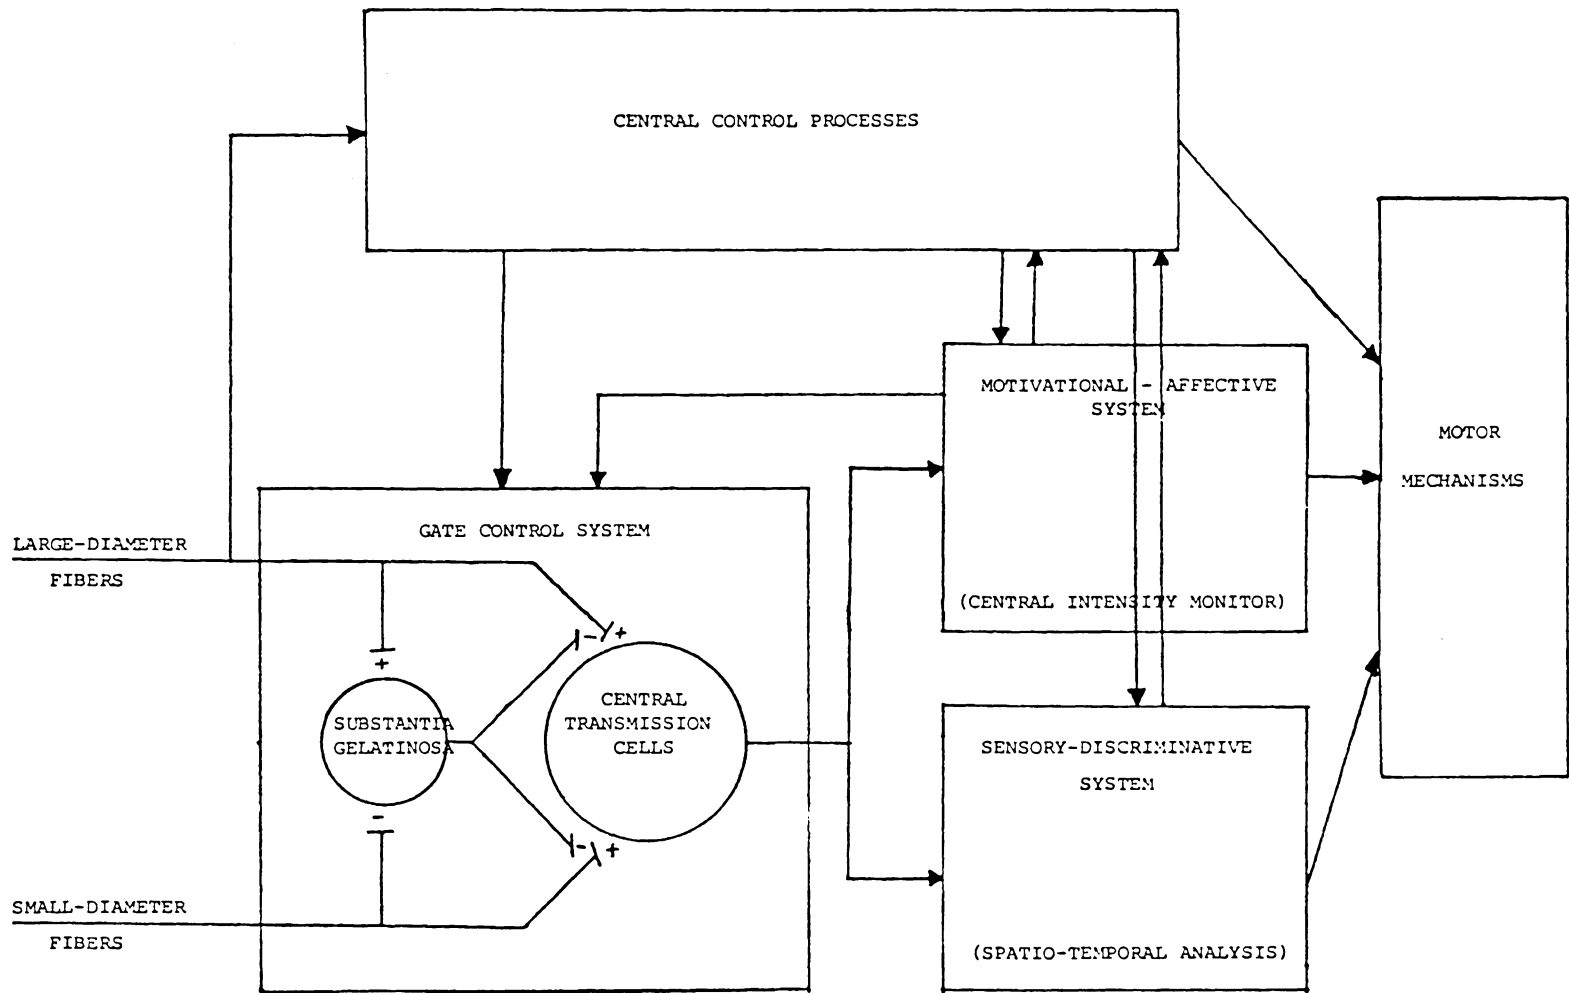 CENTRAL CONTROL PROCESSES
MOTIVATIONAL - AFFECTIVE
SYSTEM
(CENTRAL INTENSITY MONITOR)
MOTOR
MECHANISMS
GATE CONTROL SYSTEM
LARGE-DIAMETER
FIBERS
- +
+
SUBSTANTIA
GELATINOSA
CENTRAL
TRANSMISSION
CELLS
-
- +
SMALL-DIAMETER
FIBERS
SENSORY-DISCRIMINATIVE
SYSTEM
(SPATIO-TEMPORAL ANALYSIS)